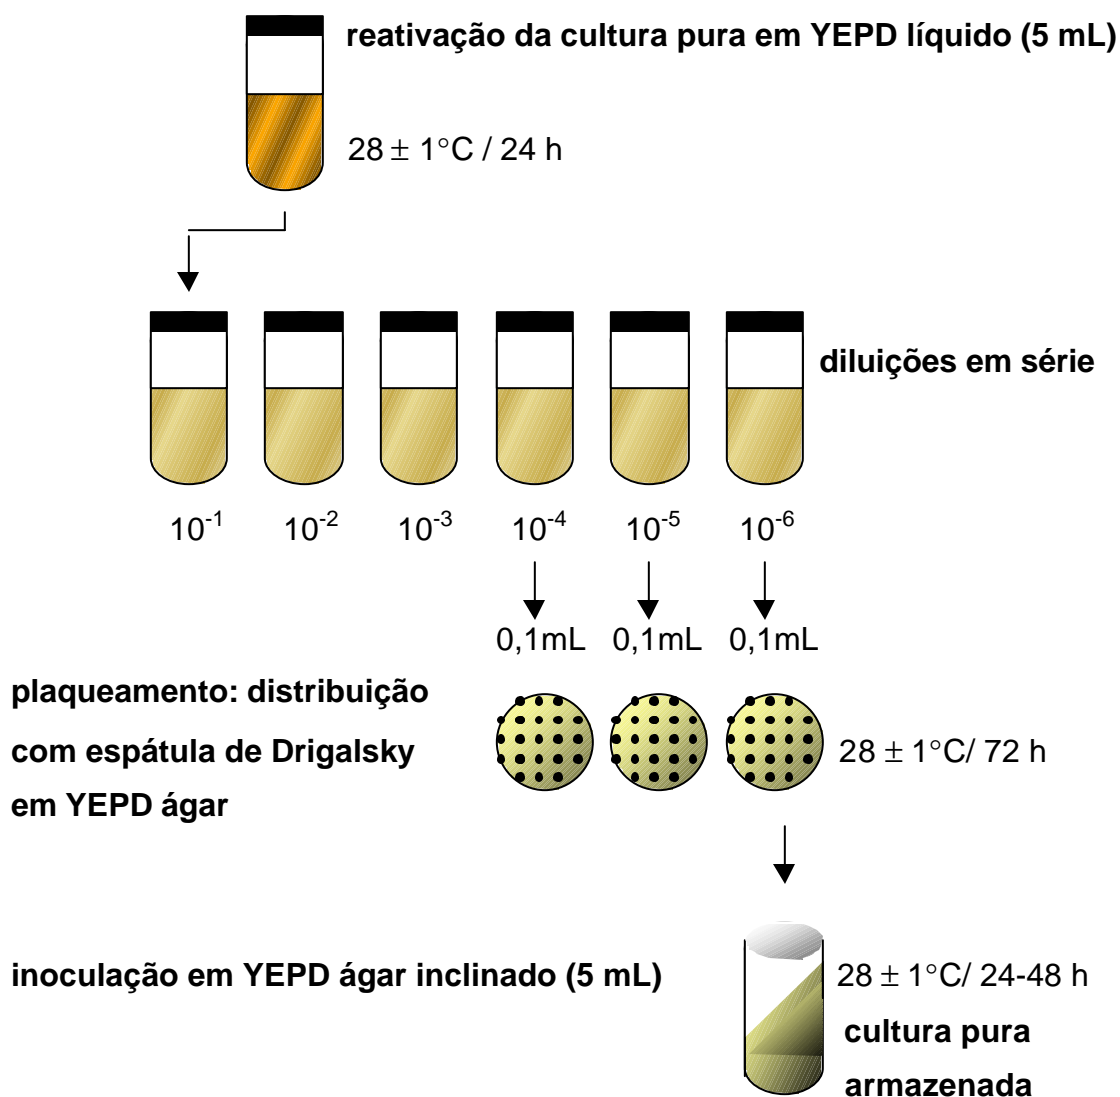 reativação da cultura pura em YEPD líquido (5 mL)
28 ± 1°C / 24 h
diluições em série
10-1 10-2 10-3 10-4 10-5 10-6
0,1mL 0,1mL 0,1mL
plaqueamento: distribuição
com espátula de Drigalsky
em YEPD ágar
28 ± 1°C/ 72 h
inoculação em YEPD ágar inclinado (5 mL)
28 ± 1°C/ 24-48 h
cultura pura
armazenada